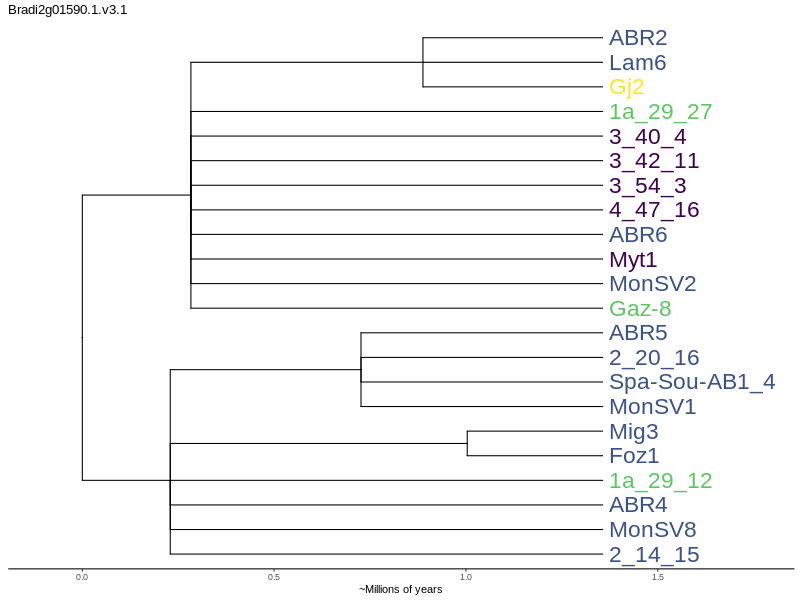 Bradi2g01590.1.v3.1
ABR2
Lam6
Gj2
1a_29_27
3_40_4
3_42_11
3_54_3
4_47_16
ABR6
Myt1
MonSV2
Gaz-8
ABR5
2_20_16
Spa-Sou-AB1_4
MonSV1
Mig3
Foz1
1a_29_12
ABR4
MonSV8
2_14_15
0.0 0.5 1.0 1.5
~Millions of years